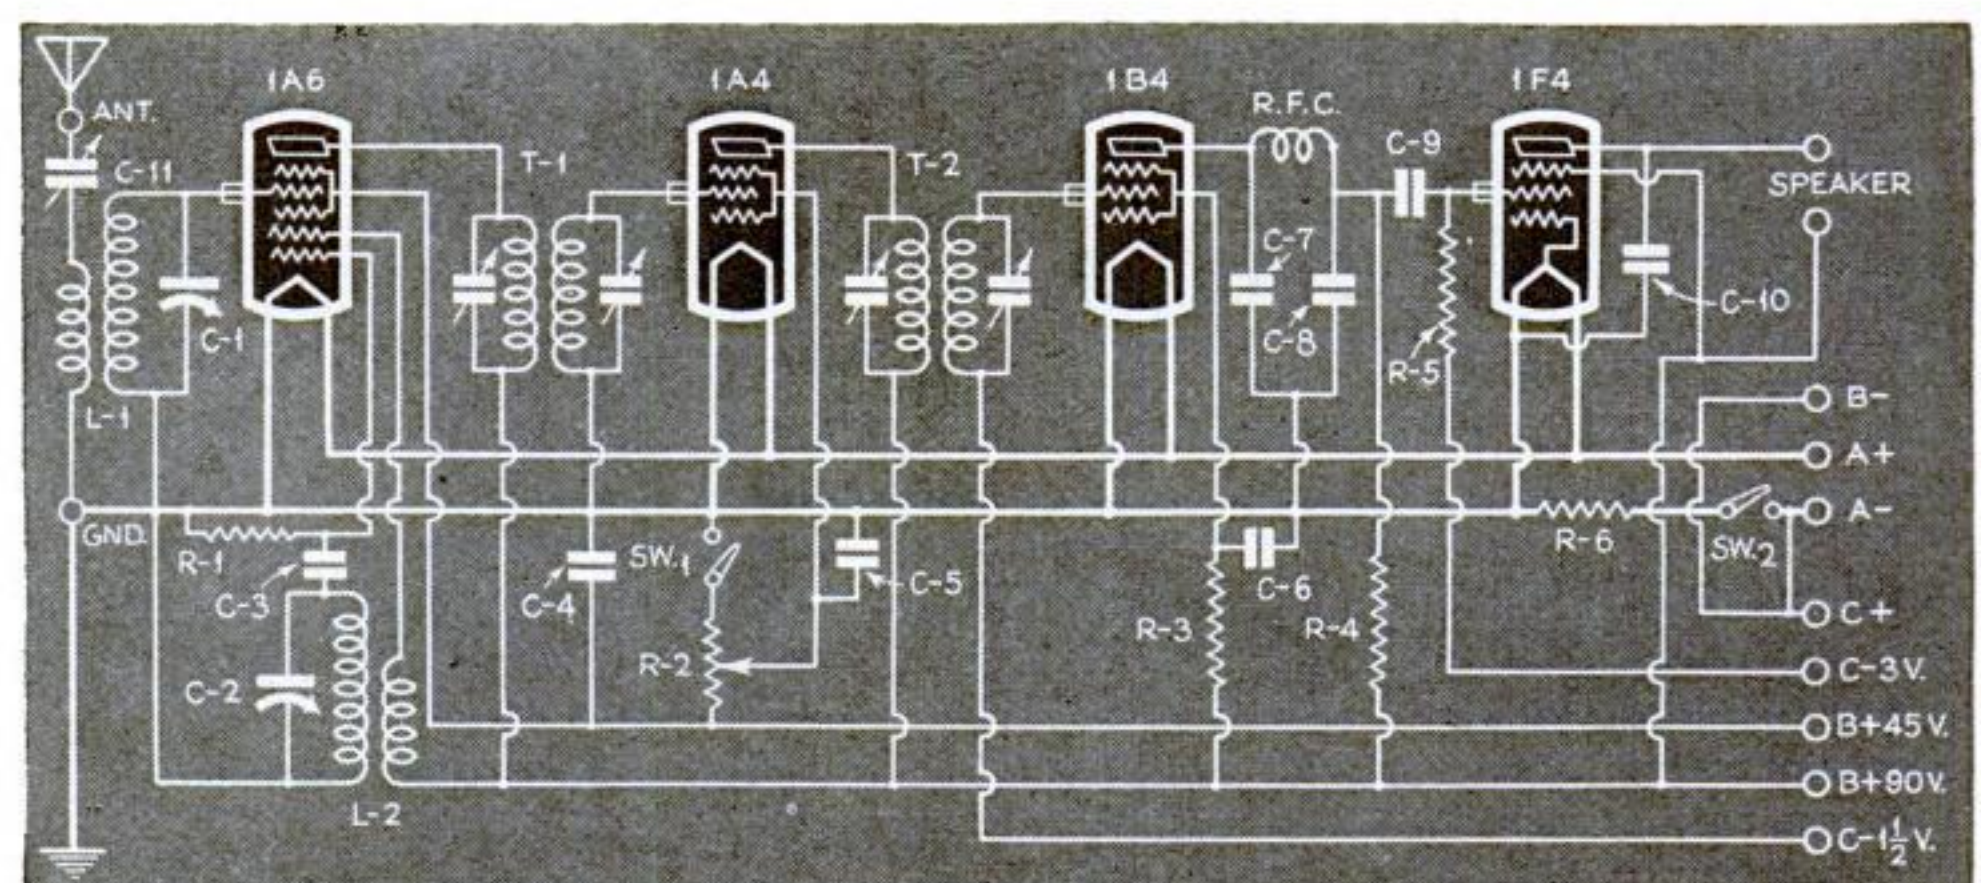 1A6
1A4
1B4
1F4
ANT.
R.F.C.
C-9
C-11
T-1
T-2
SPEAKER
C-7
C-10
C-1
C-8
R-5
L-1
B-
A+
GND.
A-
R-1
SW.1
R-6
SW.2
C-3
C-4
C-5
C-6
C+
R-3
R-4
R-2
C-2
C-3V.
B+45V.
B+90V.
L-2
C-1½V.